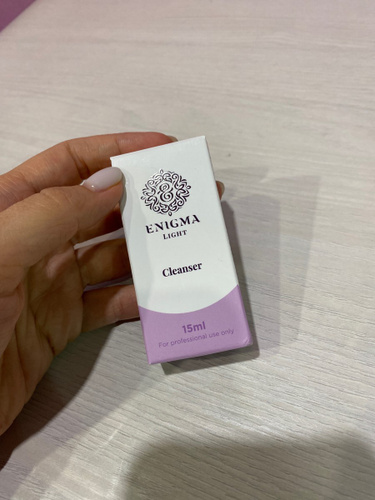 ENIGMA
LIGHT
Cleanser
15ml
For professional use only